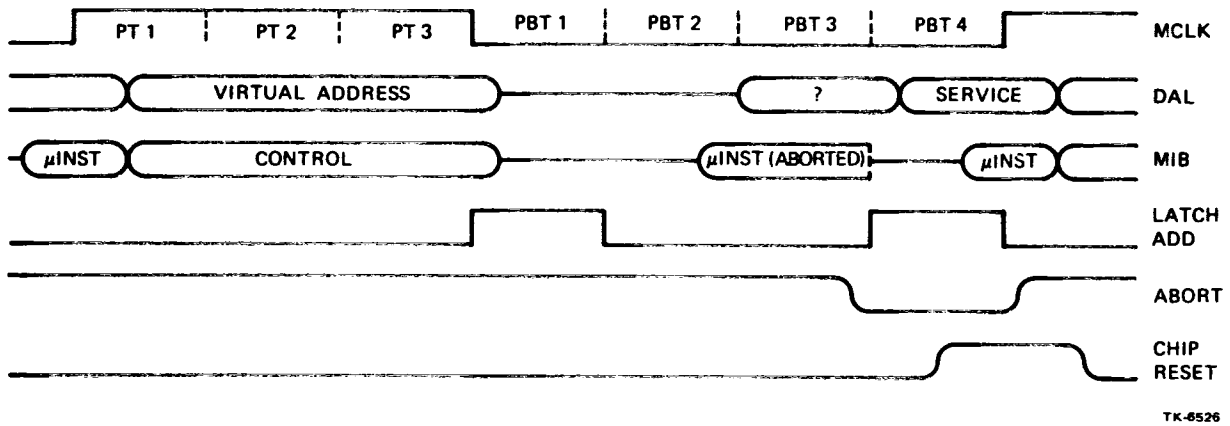 PT 1 PT 2 PT 3 PBT 1 PBT 2 PBT 3 PBT 4 MCLK
VIRTUAL ADDRESS ? SERVICE DAL
µINST CONTROL µINST (ABORTED) µINST MIB
LATCH
ADD
ABORT
CHIP
RESET
TK-6526